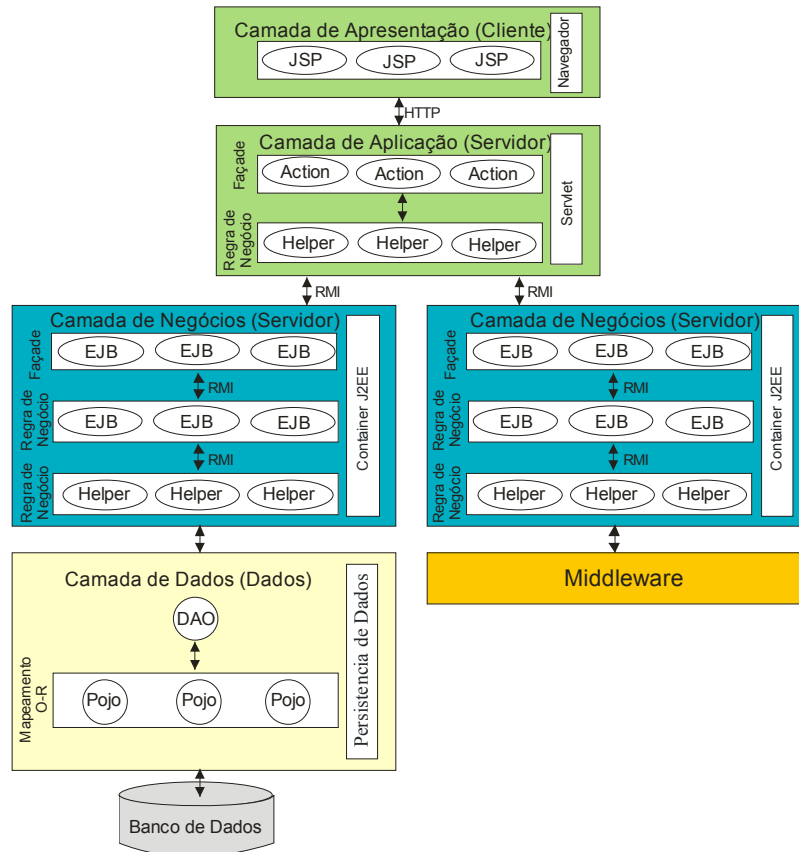 Camada de Apresentação (Cliente)
JSP
JSP
JSP
Navegador
HTTP
Camada de Aplicação (Servidor)
Façade
Action
Action
Action
Servlet
Regra de
Negócio
Helper
Helper
Helper
RMI
RMI
Camada de Negócios (Servidor)
Façade
EJB
EJB
EJB
Container J2EE
RMI
Regra de
Negócio
EJB
EJB
EJB
RMI
Regra de
Negócio
Helper
Helper
Helper
Camada de Negócios (Servidor)
Façade
EJB
EJB
EJB
Container J2EE
RMI
Regra de
Negócio
EJB
EJB
EJB
RMI
Regra de
Negócio
Helper
Helper
Helper
Camada de Dados (Dados)
DAO
Persistencia de Dados
Mapeamento
O-R
Pojo
Pojo
Pojo
Middleware
Banco de Dados